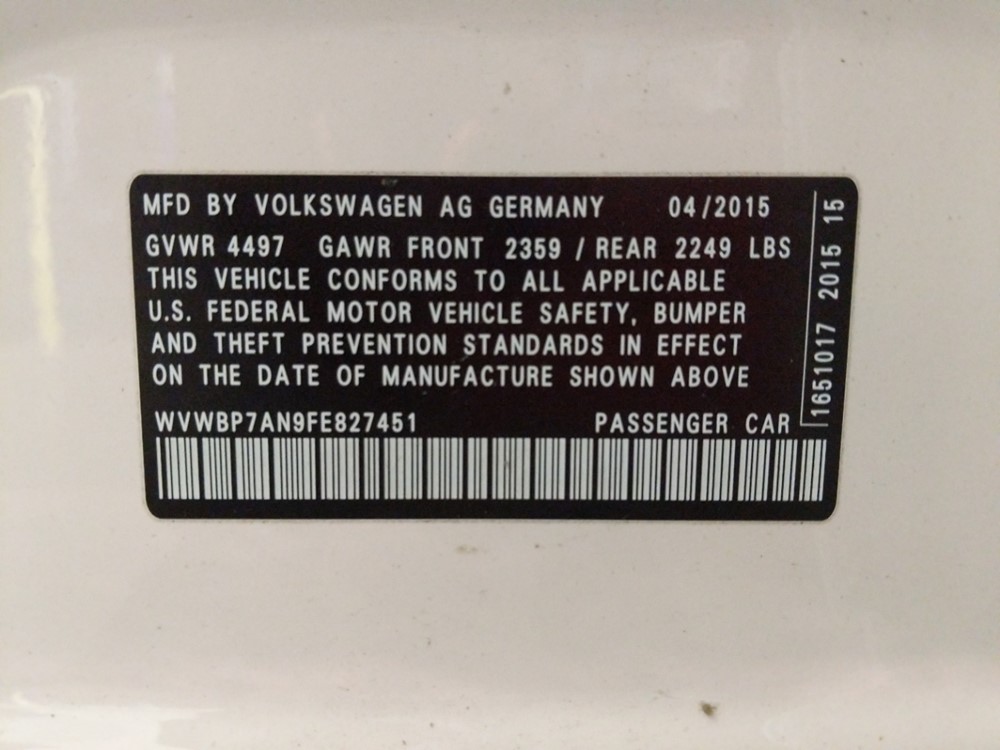 MFD BY VOLKSWAGEN AG GERMANY 04/2015
GVWR 4497 GAWR FRONT 2359 / REAR 2249 LBS
THIS VEHICLE CONFORMS TO ALL APPLICABLE
U.S. FEDERAL MOTOR VEHICLE SAFETY, BUMPER
AND THEFT PREVENTION STANDARDS IN EFFECT
ON THE DATE OF MANUFACTURE SHOWN ABOVE
WVWBP7AN9FE827451 PASSENGER CAR
1651017 2015 15